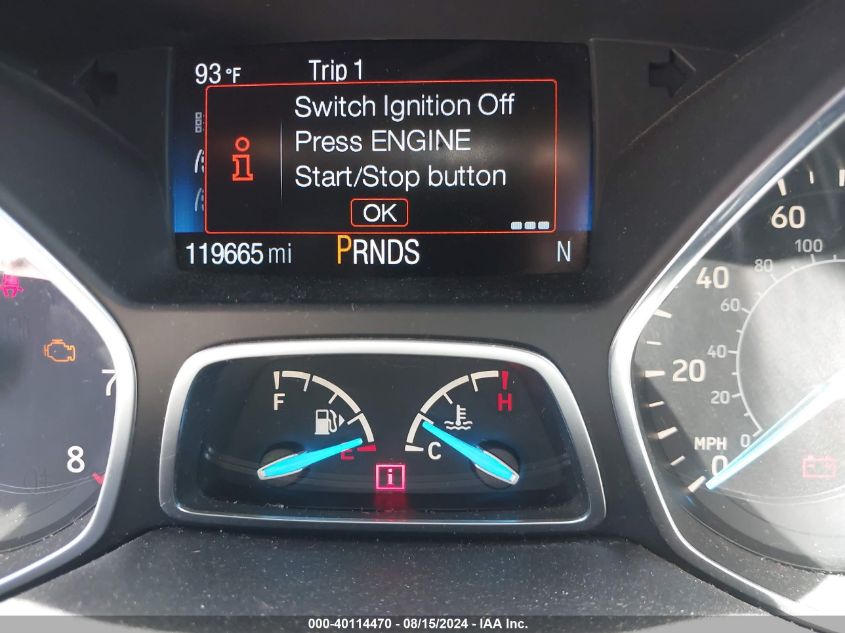 93 °F Trip 1
Switch Ignition Off
Press ENGINE
Start/Stop button
OK
119665 mi PRNDS N
7
8
F
E
H
C
60
40
20
0
MPH
100
80
60
40
20
0
000-40114470 - 08/15/2024 - IAA Inc.